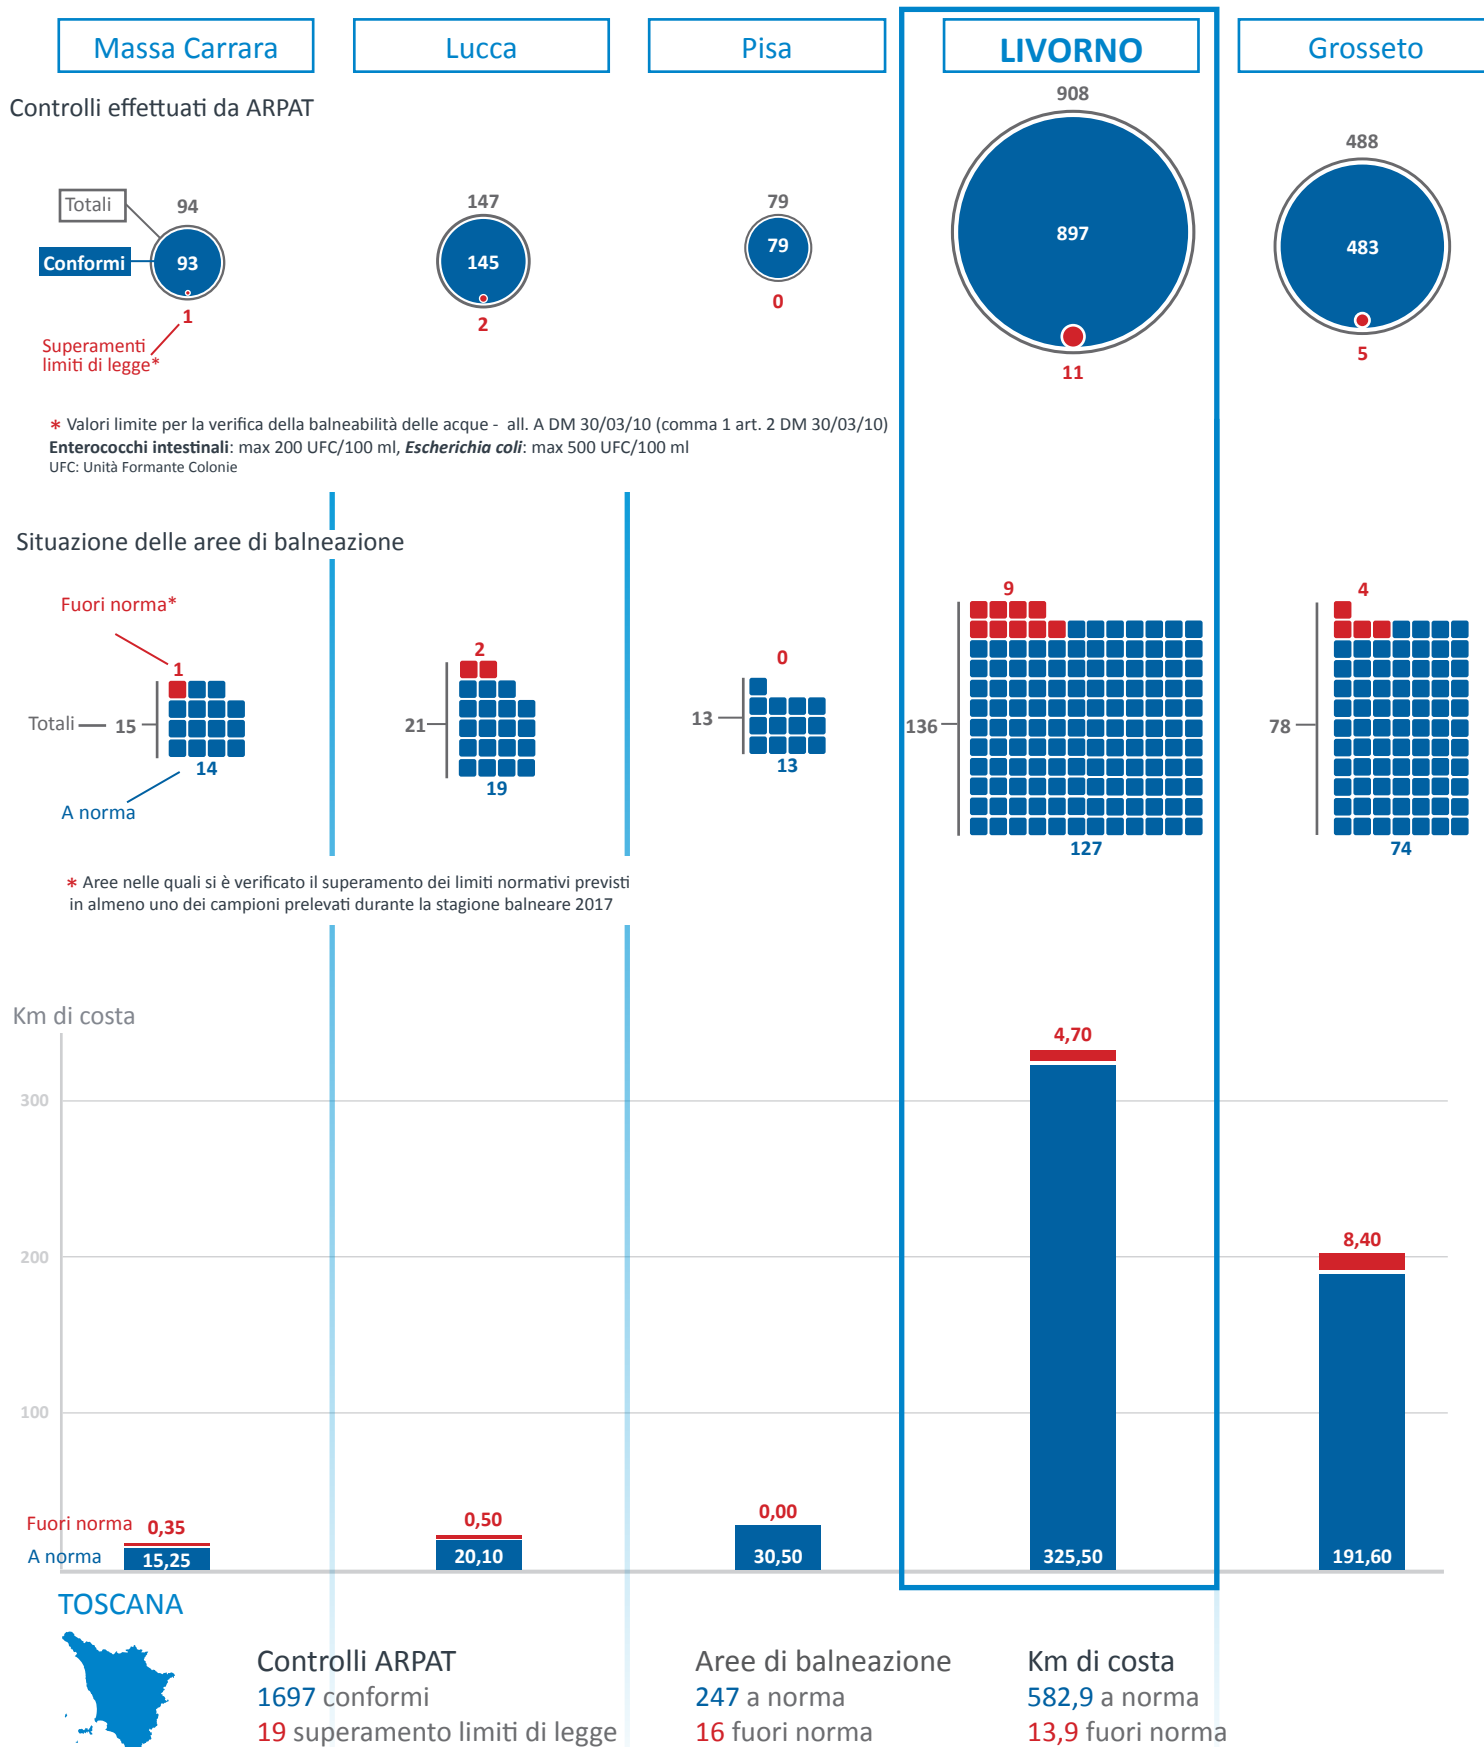 Massa Carrara
Lucca
Pisa
LIVORNO
Grosseto
Controlli effettuati da ARPAT
Totali
Conformi
Superamenti
limiti di legge*
94
93
1
147
145
2
79
79
0
908
897
11
488
483
5
* Valori limite per la verifica della balneabilità delle acque - all. A DM 30/03/10 (comma 1 art. 2 DM 30/03/10)
Enterococchi intestinali: max 200 UFC/100 ml, Escherichia coli: max 500 UFC/100 ml
UFC: Unità Formante Colonie
Situazione delle aree di balneazione
Fuori norma*
Totali
A norma
1
15
14
2
21
19
0
13
13
9
136
127
4
78
74
* Aree nelle quali si è verificato il superamento dei limiti normativi previsti
in almeno uno dei campioni prelevati durante la stagione balneare 2017
Km di costa
300
200
100
Fuori norma
A norma
0,35
15,25
0,50
20,10
0,00
30,50
4,70
325,50
8,40
191,60
TOSCANA
Controlli ARPAT
1697 conformi
19 superamento limiti di legge
Aree di balneazione
247 a norma
16 fuori norma
Km di costa
582,9 a norma
13,9 fuori norma